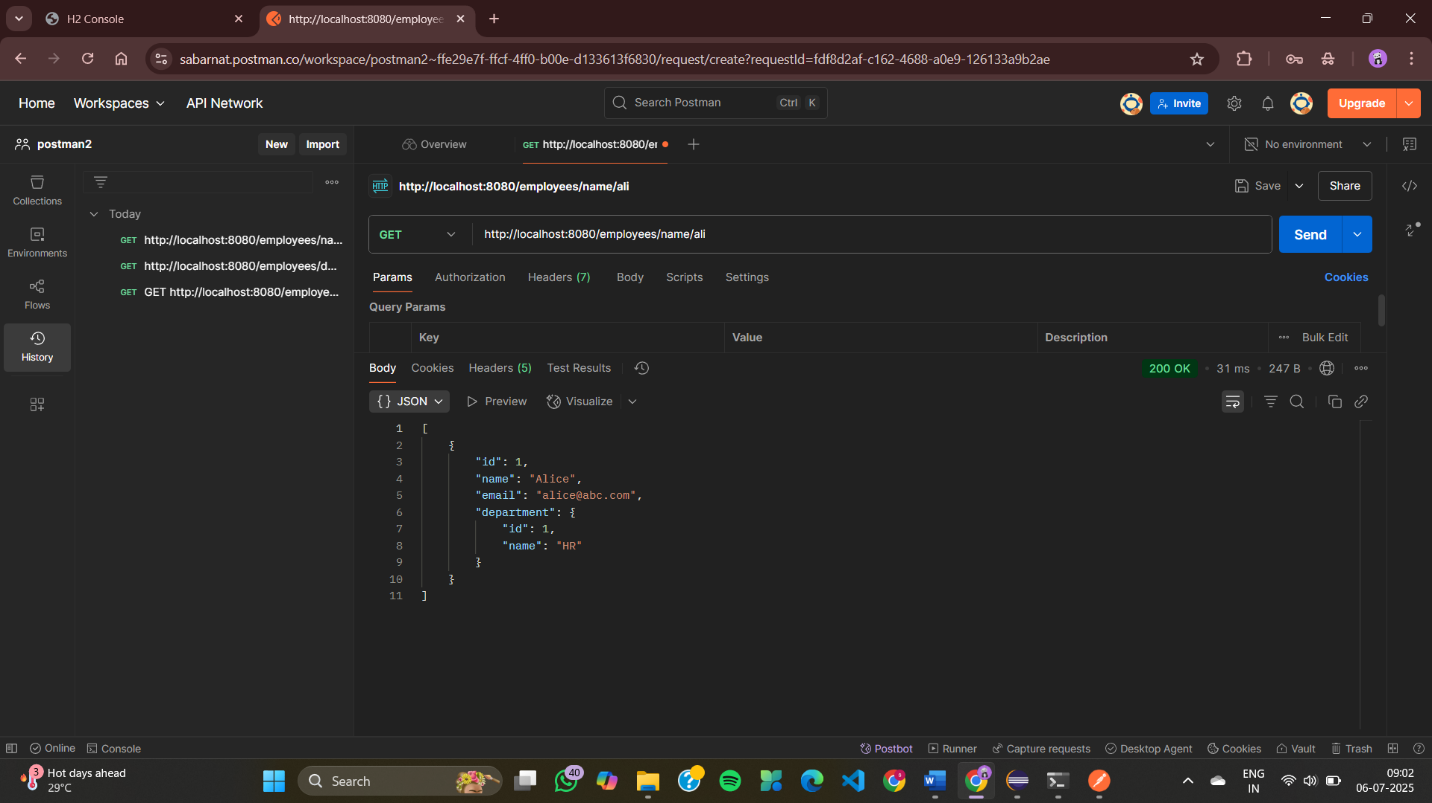 H2 Console
http://localhost:8080/employee
sabarnat.postman.co/workspace/postman2~ffe29e7f-ffcf-4ff0-b00e-d133613f6830/request/create?requestId=fdf8d2af-c162-4688-a0e9-126133a9b2ae
Home Workspaces API Network
Search Postman Ctrl K
Invite Upgrade
postman2 New Import
Overview GET http://localhost:8080/er No environment
Collections
Environments
Flows
History
Today
GET http://localhost:8080/employees/na...
GET http://localhost:8080/employees/d...
GET GET http://localhost:8080/employe...
HTTP http://localhost:8080/employees/name/ali Save Share
GET http://localhost:8080/employees/name/ali Send
Params Authorization Headers (7) Body Scripts Settings Cookies
Query Params
Key Value Description Bulk Edit
Body Cookies Headers (5) Test Results 200 OK 31 ms 247 B
{} JSON Preview Visualize
1 [
2 {
3 "id": 1,
4 "name": "Alice",
5 "email": "alice@abc.com",
6 "department": {
7 "id": 1,
8 "name": "HR"
9 }
10 }
11 ]
Online Console Postbot Runner Capture requests Desktop Agent Cookies Vault Trash
3 Hot days ahead
29°C
Search
40
ENG
IN
09:02
06-07-2025